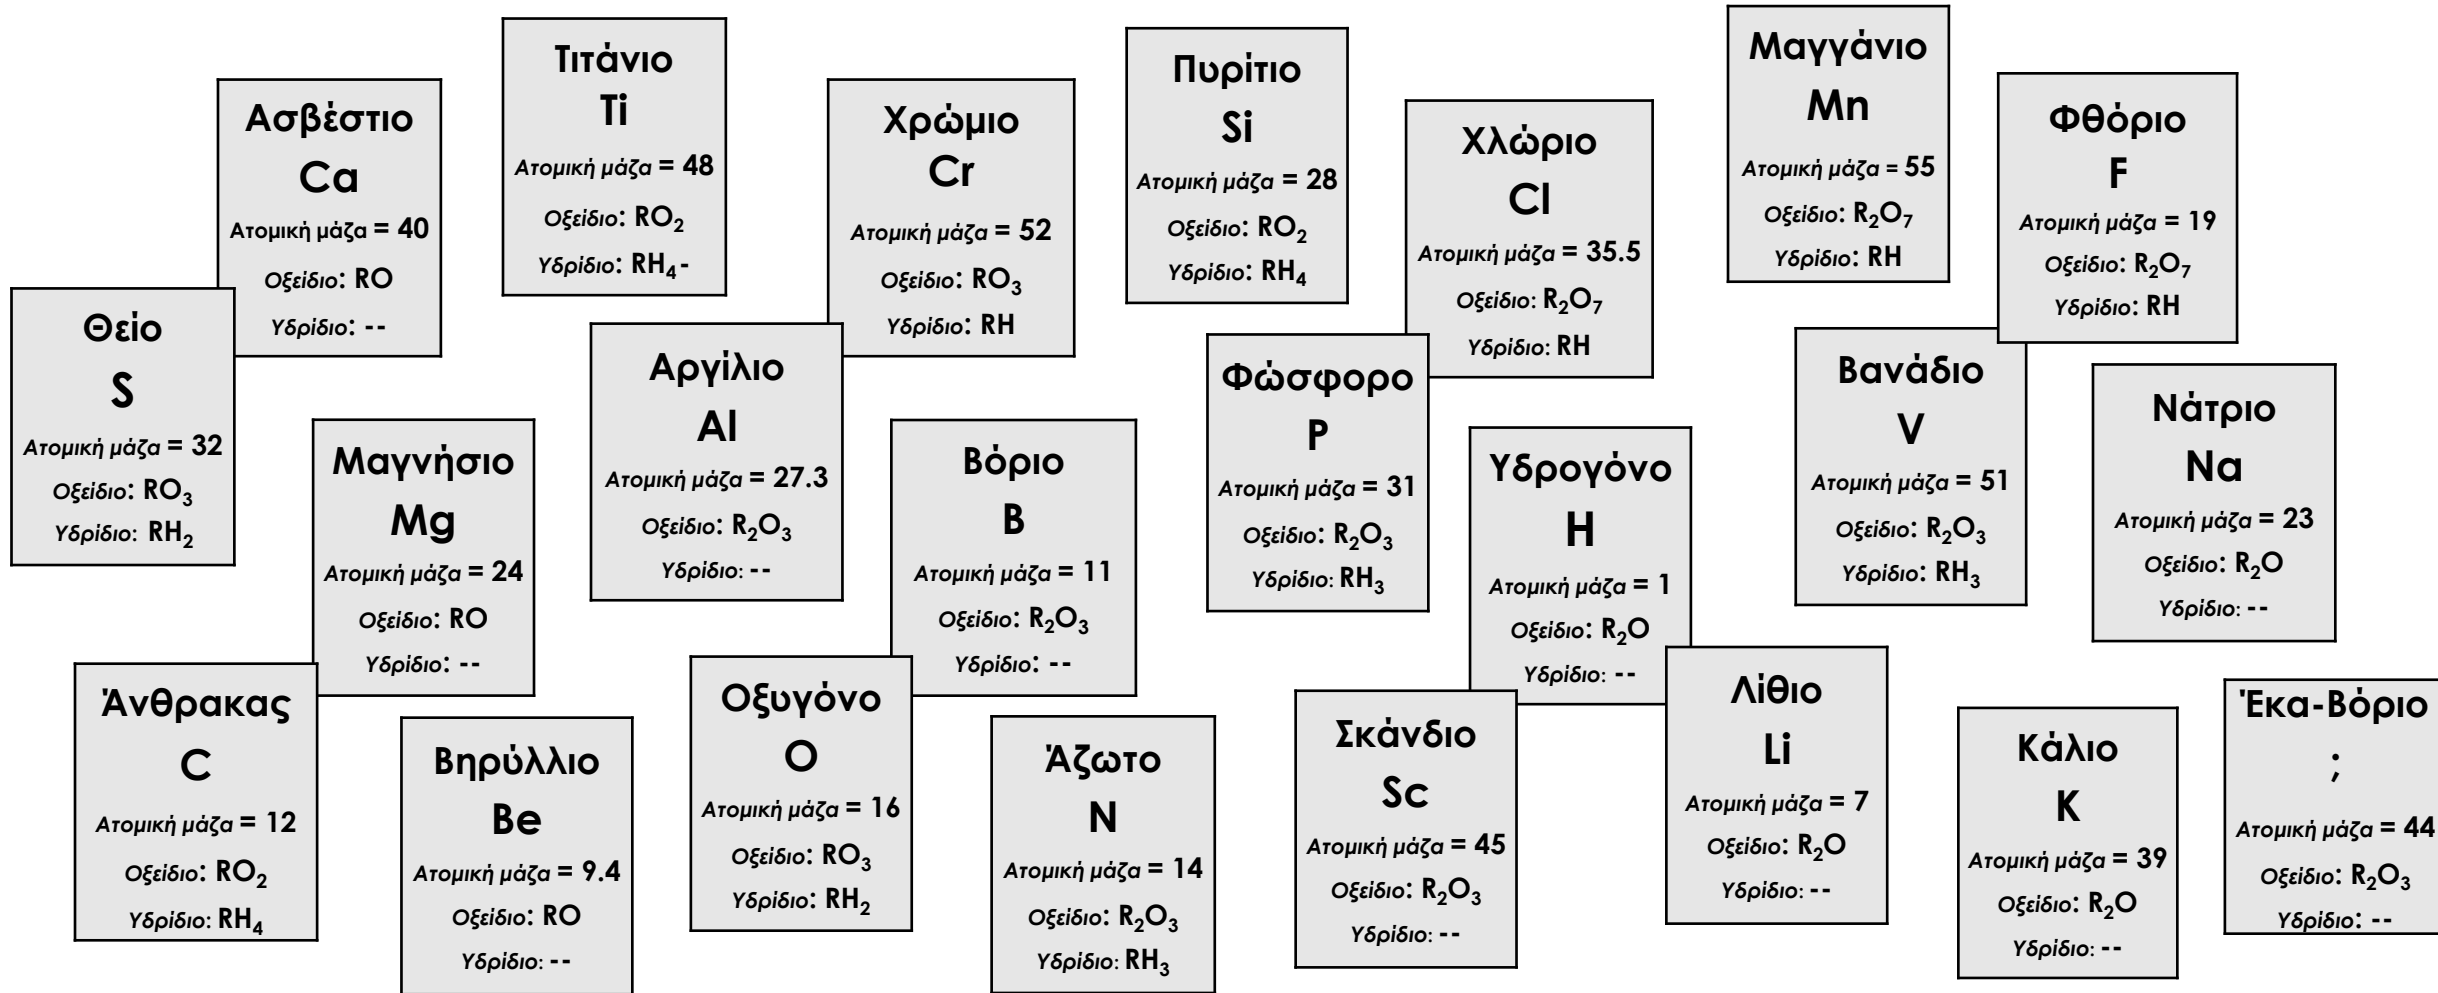 Τιτάνιο
Ti
Ατομική μάζα = 48
Οξείδιο: RO₂
Υδρίδιο: RH₄-
Πυρίτιο
Si
Ατομική μάζα = 28
Οξείδιο: RO₂
Υδρίδιο: RH₄
Μαγγάνιο
Mn
Ατομική μάζα = 55
Οξείδιο: R₂O₇
Υδρίδιο: RH
Ασβέστιο
Ca
Ατομική μάζα = 40
Οξείδιο: RO
Υδρίδιο: --
Χρώμιο
Cr
Ατομική μάζα = 52
Οξείδιο: RO₃
Υδρίδιο: RH
Χλώριο
Cl
Ατομική μάζα = 35.5
Οξείδιο: R₂O₇
Υδρίδιο: RH
Φθόριο
F
Ατομική μάζα = 19
Οξείδιο: R₂O₇
Υδρίδιο: RH
Θείο
S
Ατομική μάζα = 32
Οξείδιο: RO₃
Υδρίδιο: RH₂
Αργίλιο
Al
Ατομική μάζα = 27.3
Οξείδιο: R₂O₃
Υδρίδιο: --
Φώσφορο
P
Ατομική μάζα = 31
Οξείδιο: R₂O₃
Υδρίδιο: RH₃
Βανάδιο
V
Ατομική μάζα = 51
Οξείδιο: R₂O₃
Υδρίδιο: RH₃
Νάτριο
Na
Ατομική μάζα = 23
Οξείδιο: R₂O
Υδρίδιο: --
Μαγνήσιο
Mg
Ατομική μάζα = 24
Οξείδιο: RO
Υδρίδιο: --
Βόριο
B
Ατομική μάζα = 11
Οξείδιο: R₂O₃
Υδρίδιο: --
Υδρογόνο
H
Ατομική μάζα = 1
Οξείδιο: R₂O
Υδρίδιο: --
Άνθρακας
C
Ατομική μάζα = 12
Οξείδιο: RO₂
Υδρίδιο: RH₄
Βηρύλλιο
Be
Ατομική μάζα = 9.4
Οξείδιο: RO
Υδρίδιο: --
Οξυγόνο
O
Ατομική μάζα = 16
Οξείδιο: RO₃
Υδρίδιο: RH₂
Άζωτο
N
Ατομική μάζα = 14
Οξείδιο: R₂O₃
Υδρίδιο: RH₃
Σκάνδιο
Sc
Ατομική μάζα = 45
Οξείδιο: R₂O₃
Υδρίδιο: --
Λίθιο
Li
Ατομική μάζα = 7
Οξείδιο: R₂O
Υδρίδιο: --
Κάλιο
K
Ατομική μάζα = 39
Οξείδιο: R₂O
Υδρίδιο: --
Έκα-Βόριο
;
Ατομική μάζα = 44
Οξείδιο: R₂O₃
Υδρίδιο: --